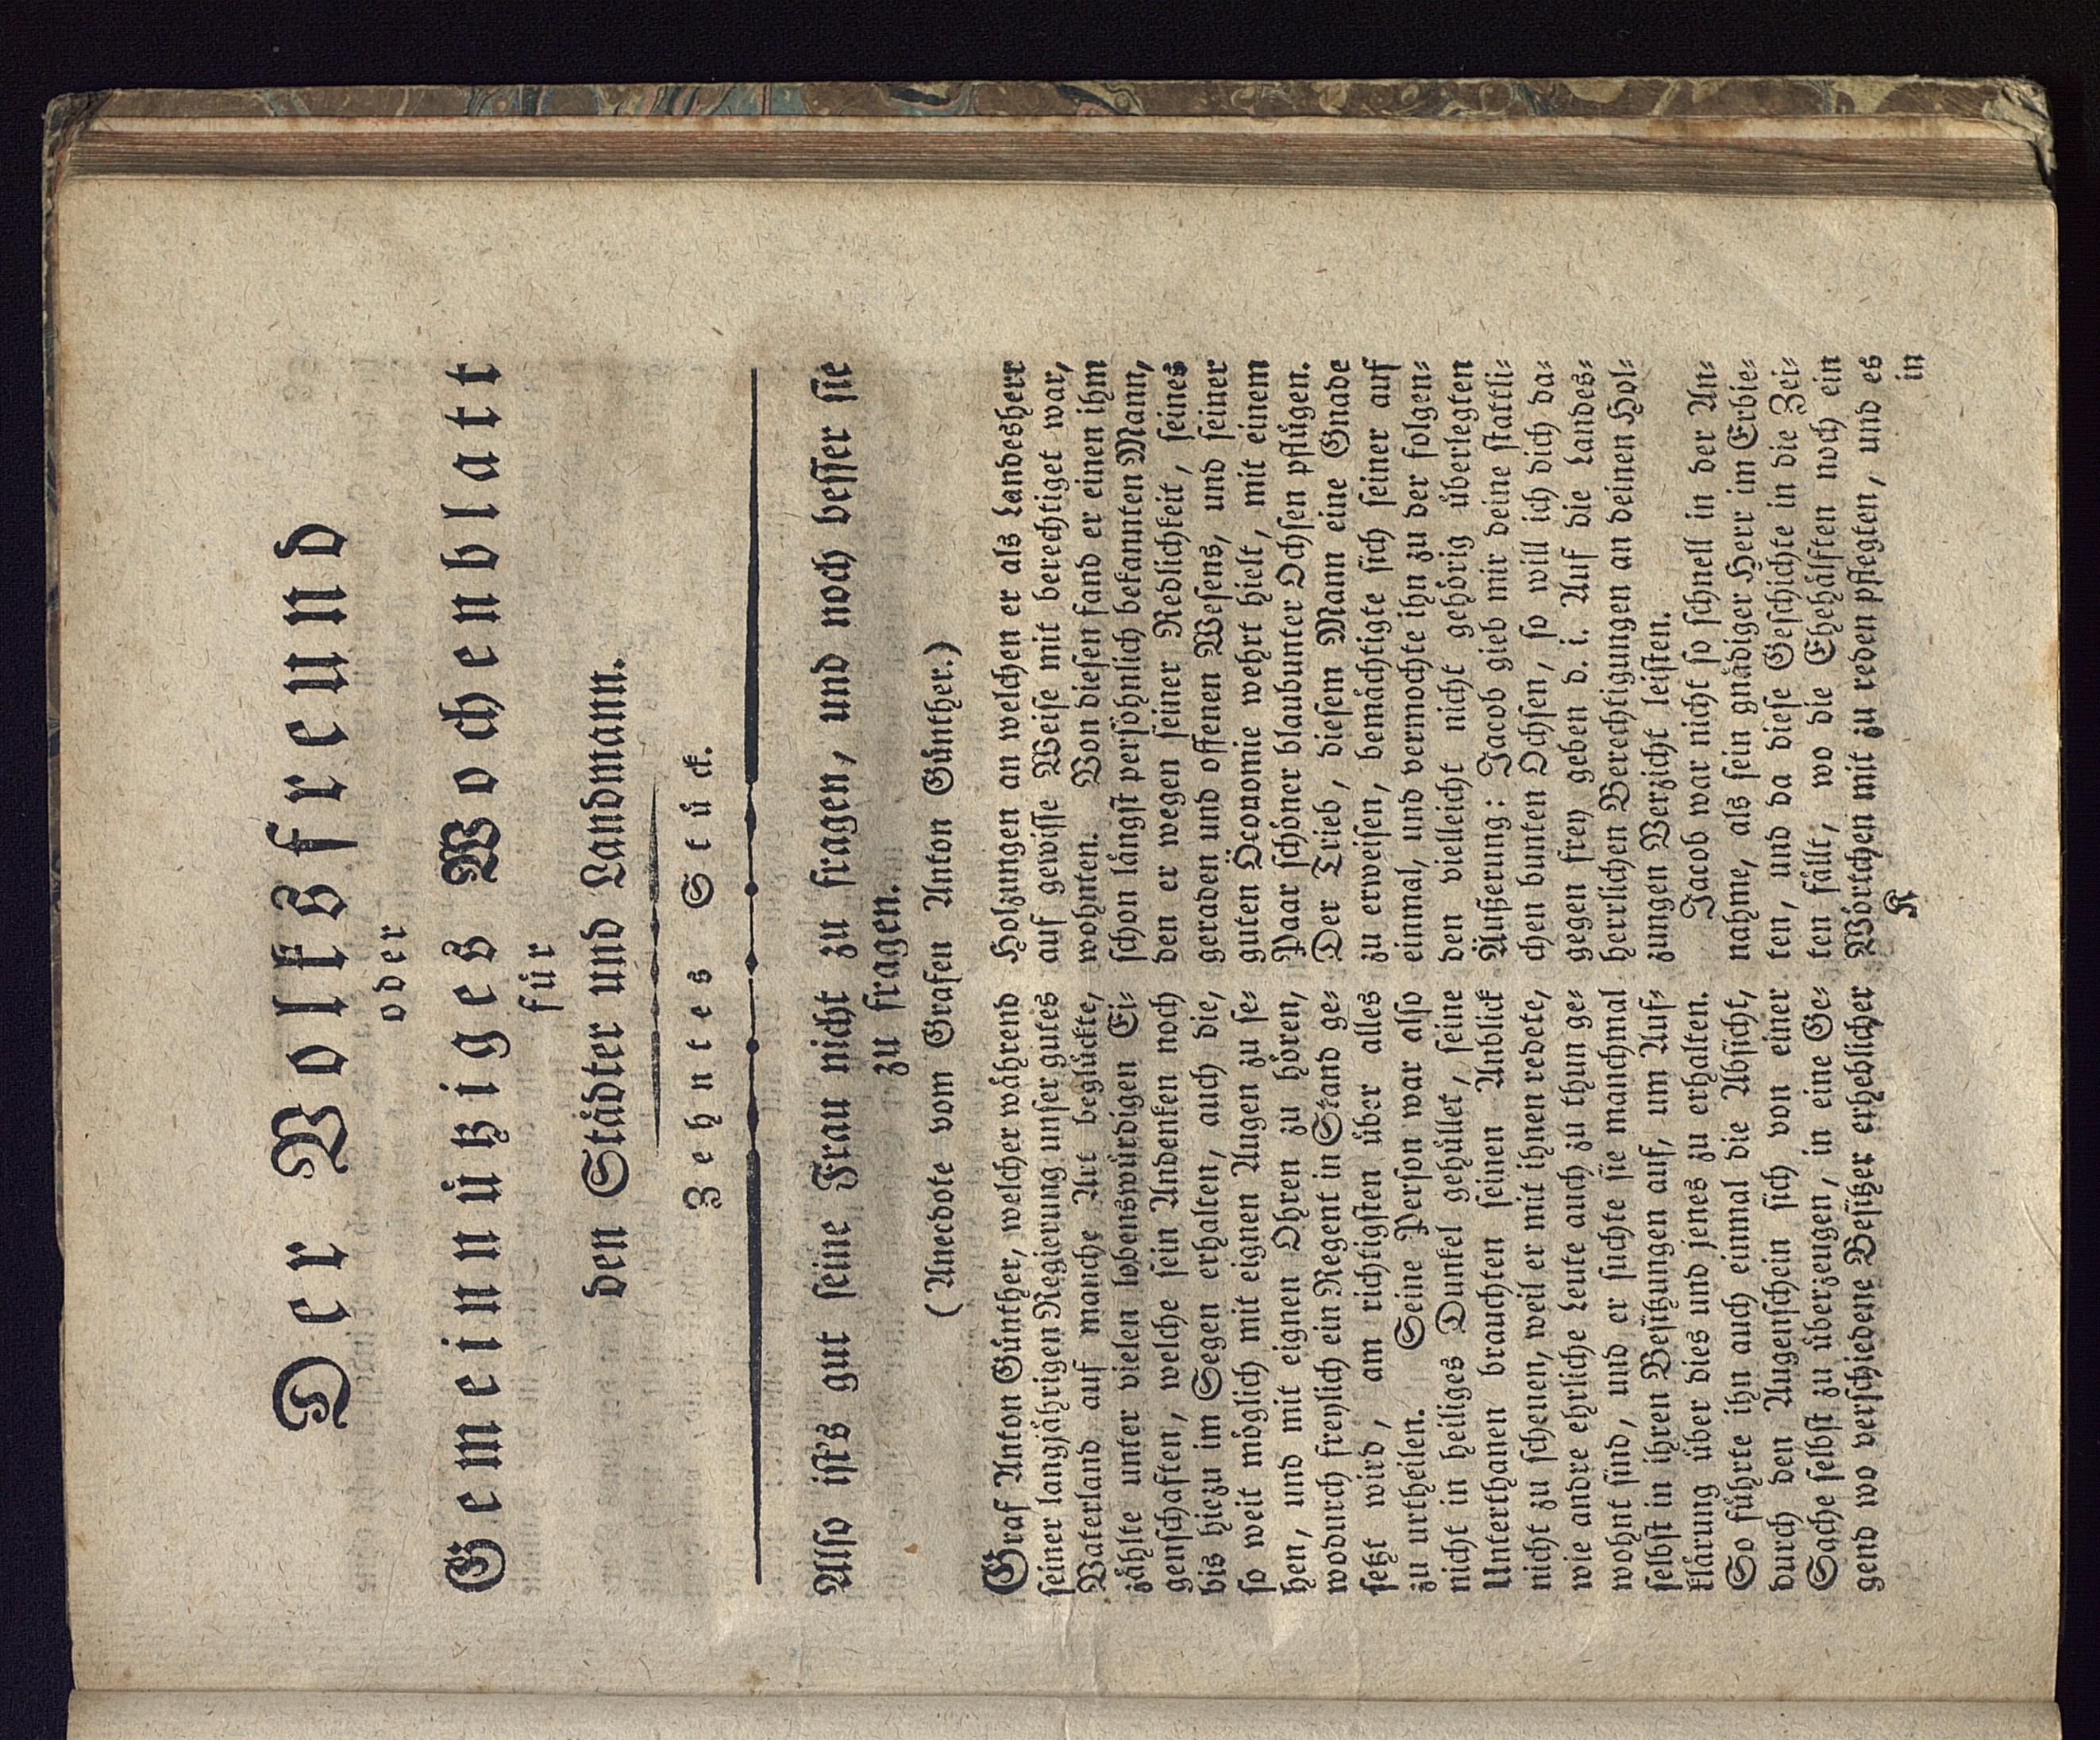 Der Volksfreund
oder
Gemeinnütziges Wochenblatt
für
den Städter und Landmann.
Zehntes Stück.
Also ist's gut seine Frau nicht zu fragen, und noch besser sie
zu fragen.
(Anecdote vom Grafen Anton Günther.)
Graf Anton Günther, welcher während
seiner langjährigen Regierung unser gutes
Vaterland auf manche Art beglückte,
zählte unter vielen lobenswürdigen Ei-
genschaften, welche sein Andenken noch
bis hiezu im Segen erhalten, auch die,
so weit möglich mit eignen Augen zu se-
hen, und mit eignen Ohren zu hören,
wodurch freylich ein Regent in Stand ge-
setzt wird, am richtigsten über alles
zu urtheilen. Seine Person war also
nicht in heiliges Dunkel gehüllet, seine
Unterthanen brauchten seinen Anblick
nicht zu scheuen, weil er mit ihnen redete,
wie andre ehrliche Leute auch zu thun ge-
wohnt sind, und er suchte sie manchmal
selbst in ihren Besitzungen auf, um Auf-
klärung über dies und jenes zu erhalten.
So führte ihn auch einmal die Absicht,
durch den Augenschein sich von einer
Sache selbst zu überzeugen, in eine Ge-
gend wo verschiedene Besitzer erheblicher
Holzungen an welchen er als Landesherr
auf gewisse Weise mit berechtiget war,
wohnten. Von diesen fand er einen ihm
schon längst persöhnlich bekannten Mann,
den er wegen seiner Redlichkeit, seines
geraden und offenen Wesens, und seiner
guten Öconomie wehrt hielt, mit einem
Paar schöner blaubunter Ochsen pflügen.
Der Trieb, diesem Mann eine Gnade
zu erweisen, bemächtigte sich seiner auf
einmal, und vermochte ihn zu der folgen-
den vielleicht nicht gehörig überlegten
Äußerung: Jacob gieb mir deine stattli-
chen bunten Ochsen, so will ich dich da-
gegen frey geben d. i. Auf die Landes-
herrlichen Berechtigungen an deinen Hol-
zungen Verzicht leisten.
Jacob war nicht so schnell in der An-
nahme, als sein gnädiger Herr im Erbie-
ten, und da diese Geschichte in die Zei-
ten fällt, wo die Ehehälften noch ein
Wörtchen mit zu reden pflegten, und es
K
in